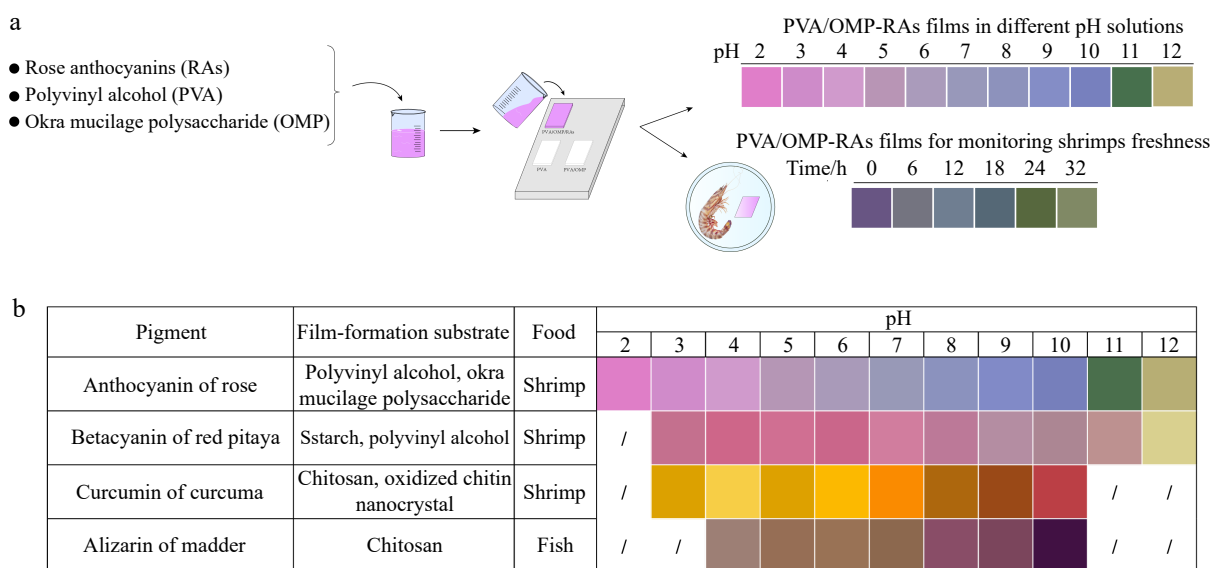 a
PVA/OMP-RAs films in different pH solutions
pH 2 3 4 5 6 7 8 9 10 11 12
● Rose anthocyanins (RAs)
● Polyvinyl alcohol (PVA)
● Okra mucilage polysaccharide (OMP)
PVA/OMP/RAs
PVA PVA/OMP
PVA/OMP-RAs films for monitoring shrimps freshness
Time/h 0 6 12 18 24 32
b
Pigment Film-formation substrate Food pH
2 3 4 5 6 7 8 9 10 11 12
Anthocyanin of rose Polyvinyl alcohol, okra
mucilage polysaccharide Shrimp
Betacyanin of red pitaya Sstarch, polyvinyl alcohol Shrimp /
Curcumin of curcuma Chitosan, oxidized chitin
nanocrystal Shrimp / / /
Alizarin of madder Chitosan Fish / / / /